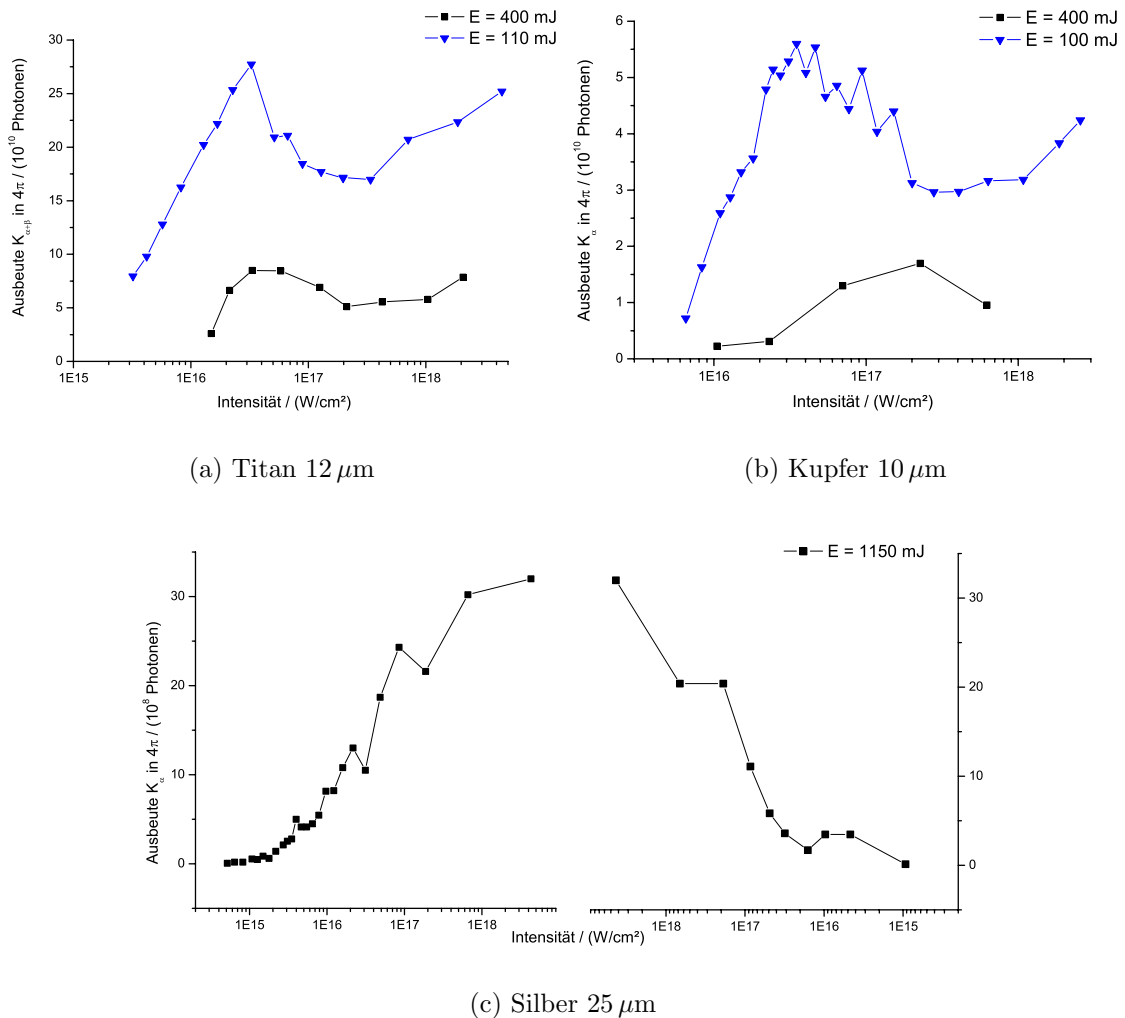 E = 400 mJ
E = 110 mJ
30
25
20
15
10
5
0
Ausbeute Kα+β in 4π / (10¹⁰ Photonen)
1E15 1E16 1E17 1E18
Intensität / (W/cm²)
(a) Titan 12 μm
E = 400 mJ
E = 100 mJ
6
5
4
3
2
1
0
Ausbeute Kα in 4π / (10¹⁰ Photonen)
1E16 1E17 1E18
Intensität / (W/cm²)
(b) Kupfer 10 μm
E = 1150 mJ
30
20
10
0
Ausbeute Kα in 4π / (10⁸ Photonen)
30
20
10
0
1E15 1E16 1E17 1E18 1E18 1E17 1E16 1E15
Intensität / (W/cm²)
(c) Silber 25 μm